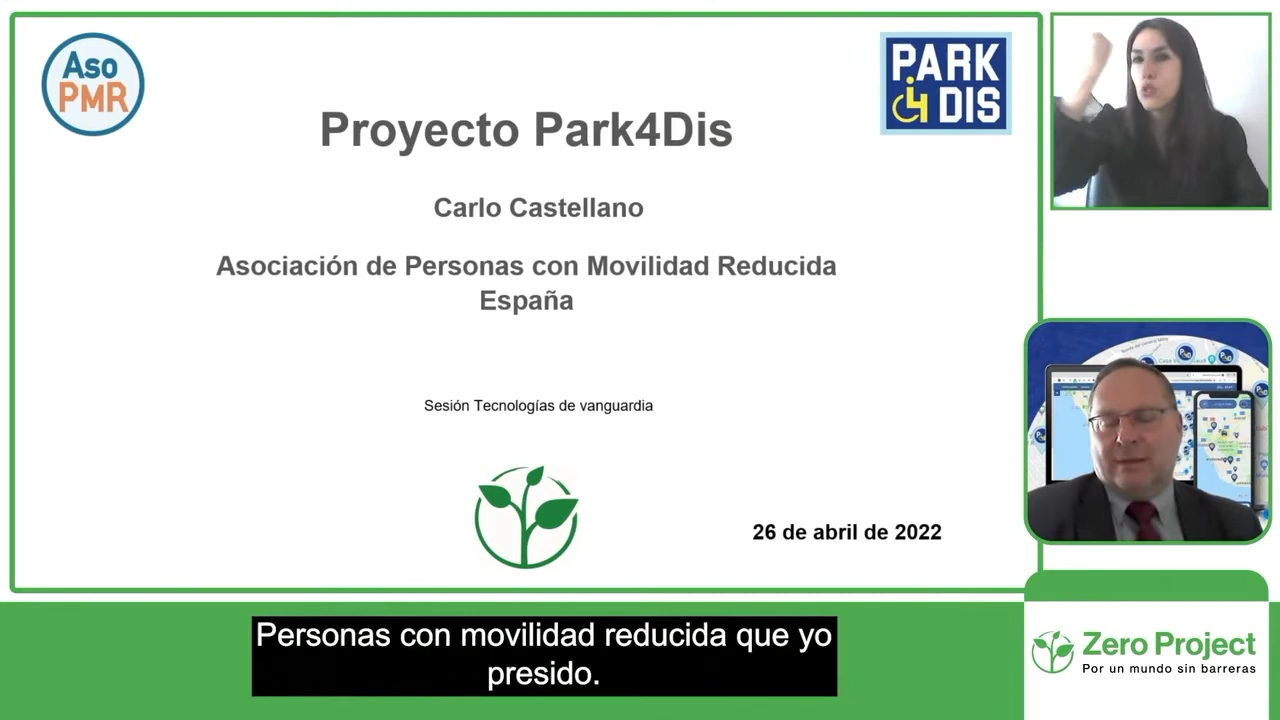 Aso
PMR
PARK
4 DIS
Proyecto Park4Dis
Carlo Castellano
Asociación de Personas con Movilidad Reducida
España
Sesión Tecnologías de vanguardia
26 de abril de 2022
Personas con movilidad reducida que yo
presido.
Zero Project
Por un mundo sin barreras